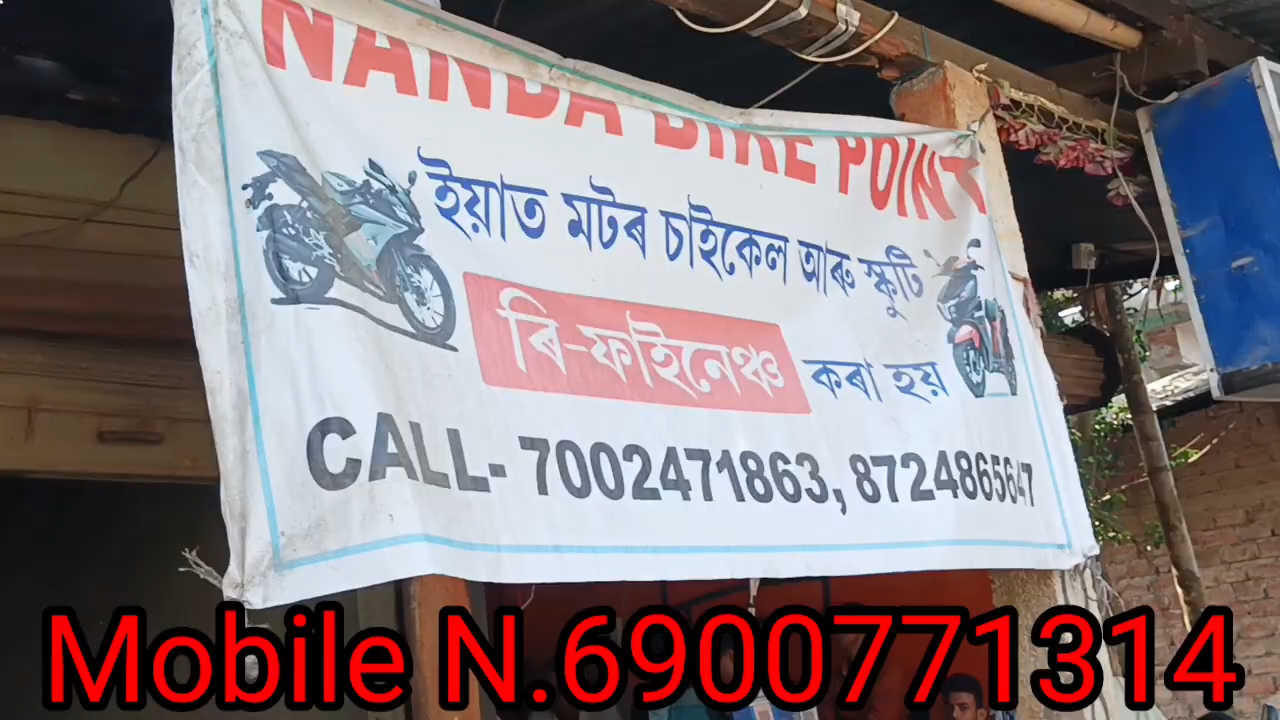 NANDA BIKE POINT
ইয়াত মটৰ চাইকেল আৰু স্কুটি
ৰি-ফাইনেঞ্চ কৰা হয়
CALL- 7002471863, 8724865647
Mobile N.6900771314